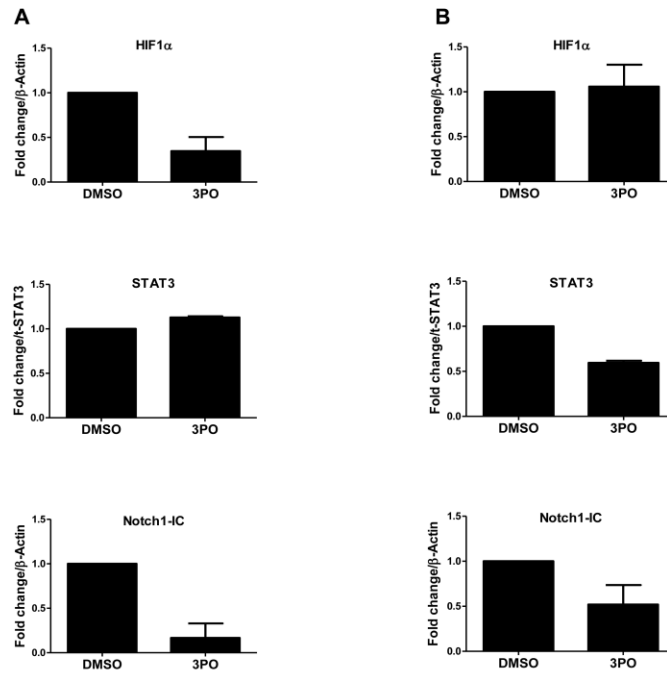 A
HIF1α
Fold change/β-Actin
1.5
1.0
0.5
0.0
DMSO 3PO
STAT3
Fold change/t-STAT3
1.5
1.0
0.5
0.0
DMSO 3PO
Notch1-IC
Fold change/β-Actin
1.5
1.0
0.5
0.0
DMSO 3PO
B
HIF1α
Fold change/β-Actin
1.5
1.0
0.5
0.0
DMSO 3PO
STAT3
Fold change/t-STAT3
1.5
1.0
0.5
0.0
DMSO 3PO
Notch1-IC
Fold change/β-Actin
1.5
1.0
0.5
0.0
DMSO 3PO